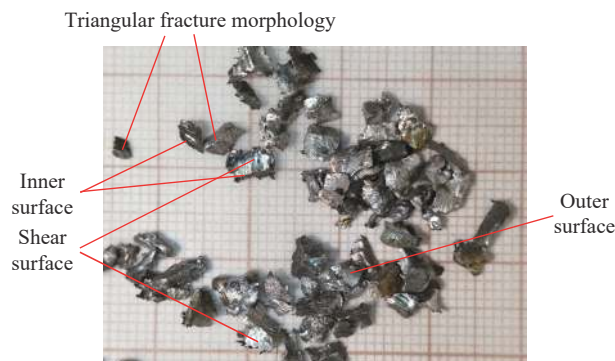 Triangular fracture morphology
Inner
surface
Shear
surface
Outer
surface